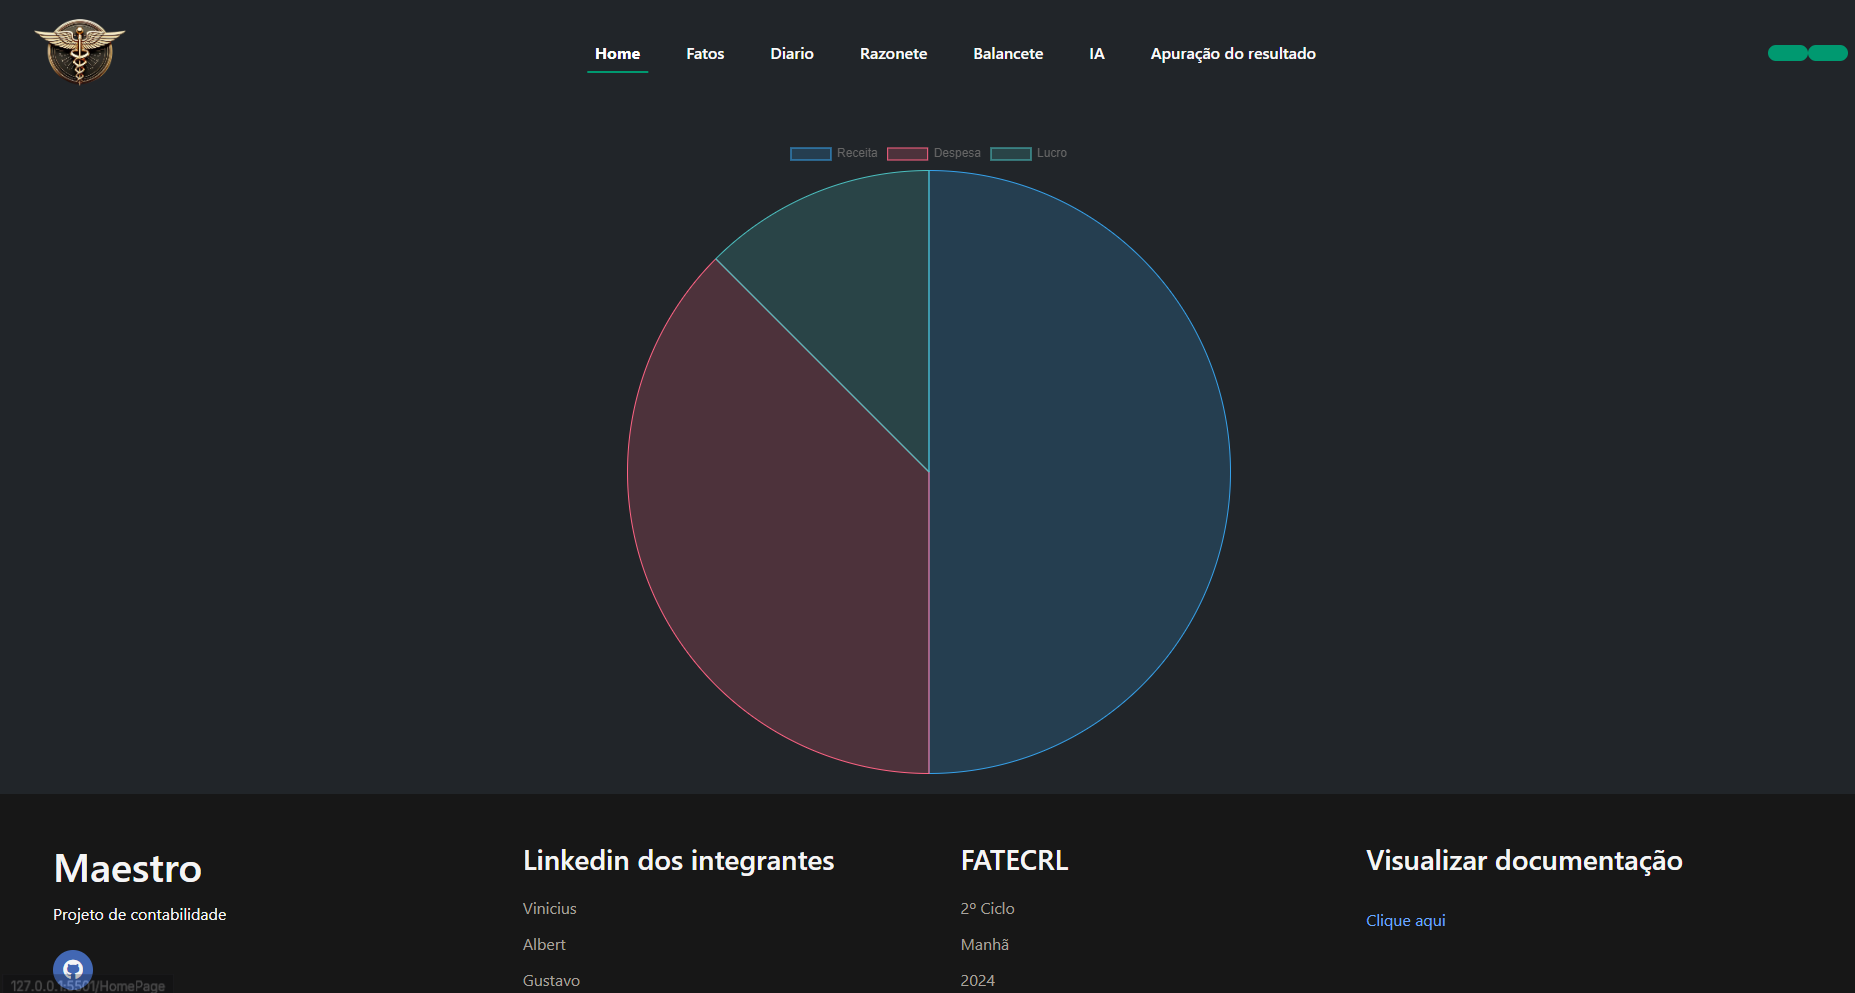 Home Fatos Diario Razonete Balancete IA Apuração do resultado
Receita Despesa Lucro
Maestro
Projeto de contabilidade
Linkedin dos integrantes
Vinicius
Albert
Gustavo
FATECRL
2º Ciclo
Manhã
2024
Visualizar documentação
Clique aqui
127.0.0.1:5501/HomePage